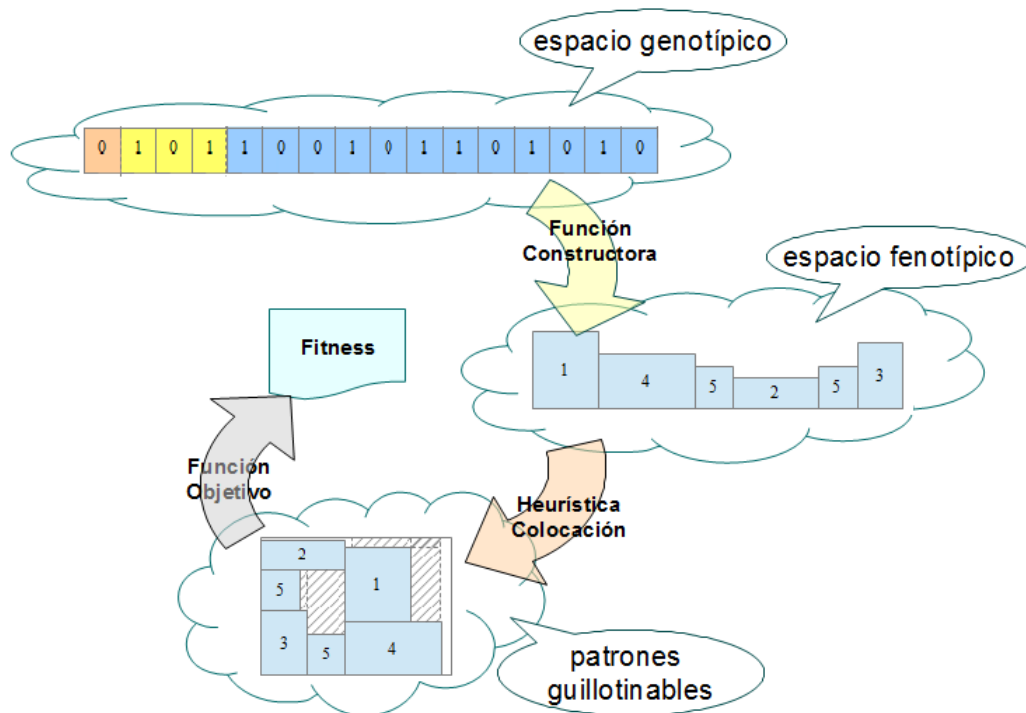 espacio genotípico
0 1 0 1 1 0 0 1 0 1 1 0 1 0 1 0
Función
Constructora
espacio fenotípico
1 4 5 2 5 3
Fitness
Heurística
Colocación
Función
Objetivo
2
5 1
3 5 4
patrones
guillotinables